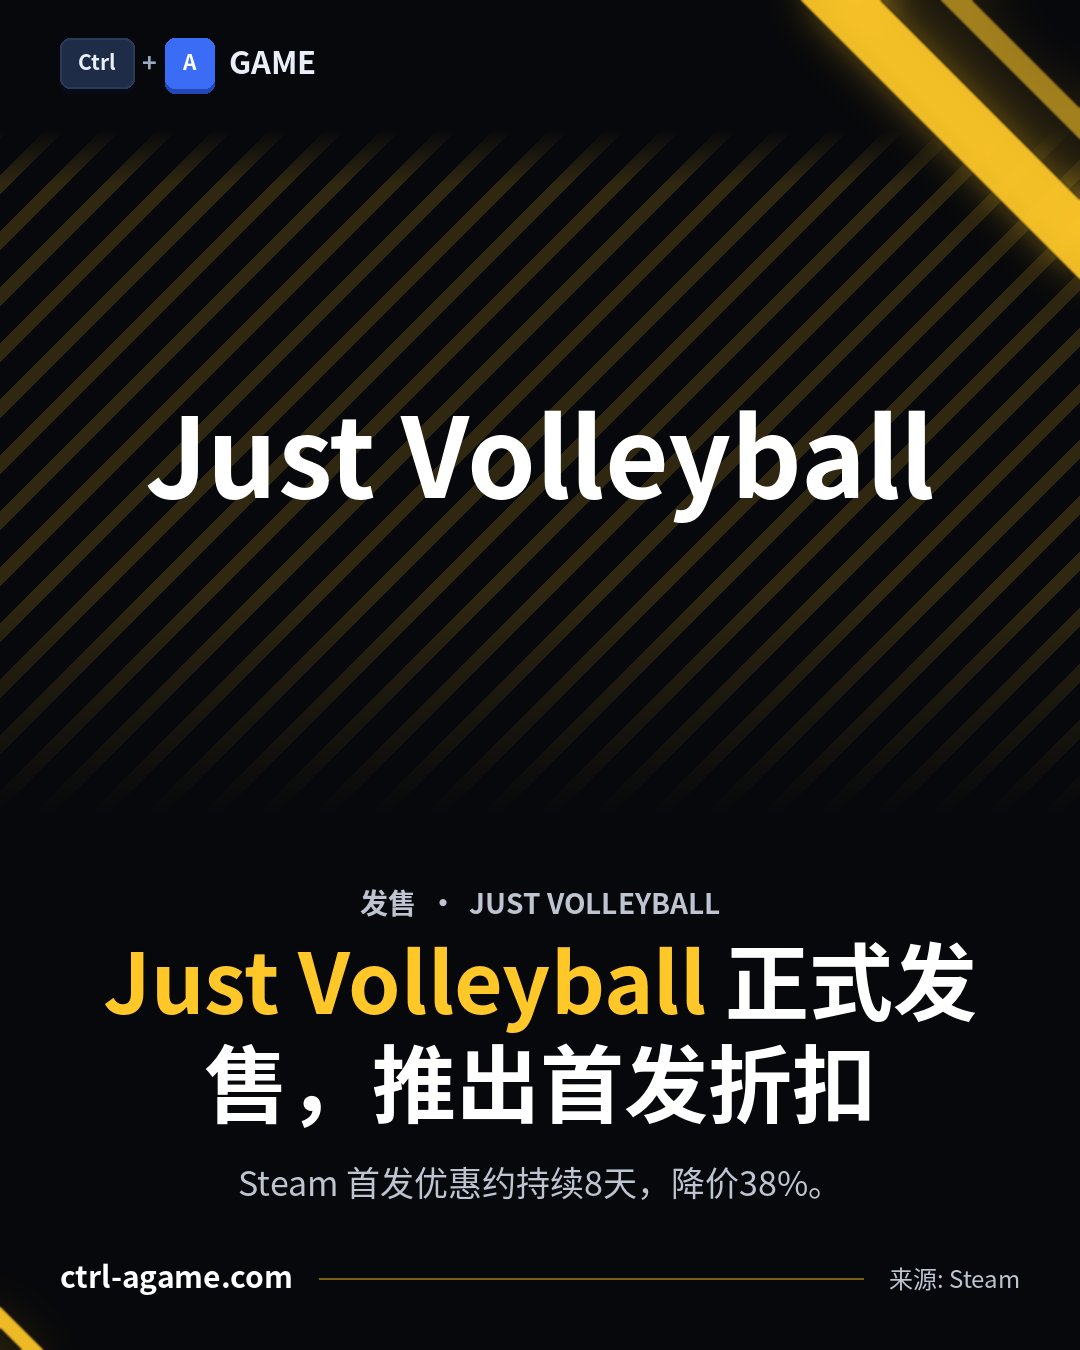 Ctrl + A GAME
Just Volleyball
发售 · JUST VOLLEYBALL
Just Volleyball 正式发
售，推出首发折扣
Steam 首发优惠约持续8天，降价38%。
ctrl-agame.com
来源: Steam